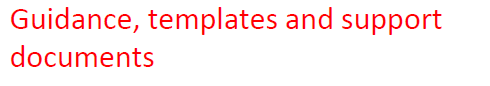 Guidance, templates and support
documents